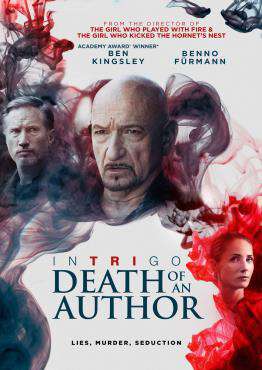 FROM THE DIRECTOR OF
THE GIRL WHO PLAYED WITH FIRE &
THE GIRL WHO KICKED THE HORNET'S NEST
ACADEMY AWARD® WINNER
BEN
KINGSLEY
BENNO
FÜRMANN
INTRIGO
DEATH OF AN
AUTHOR
LIES, MURDER, SEDUCTION